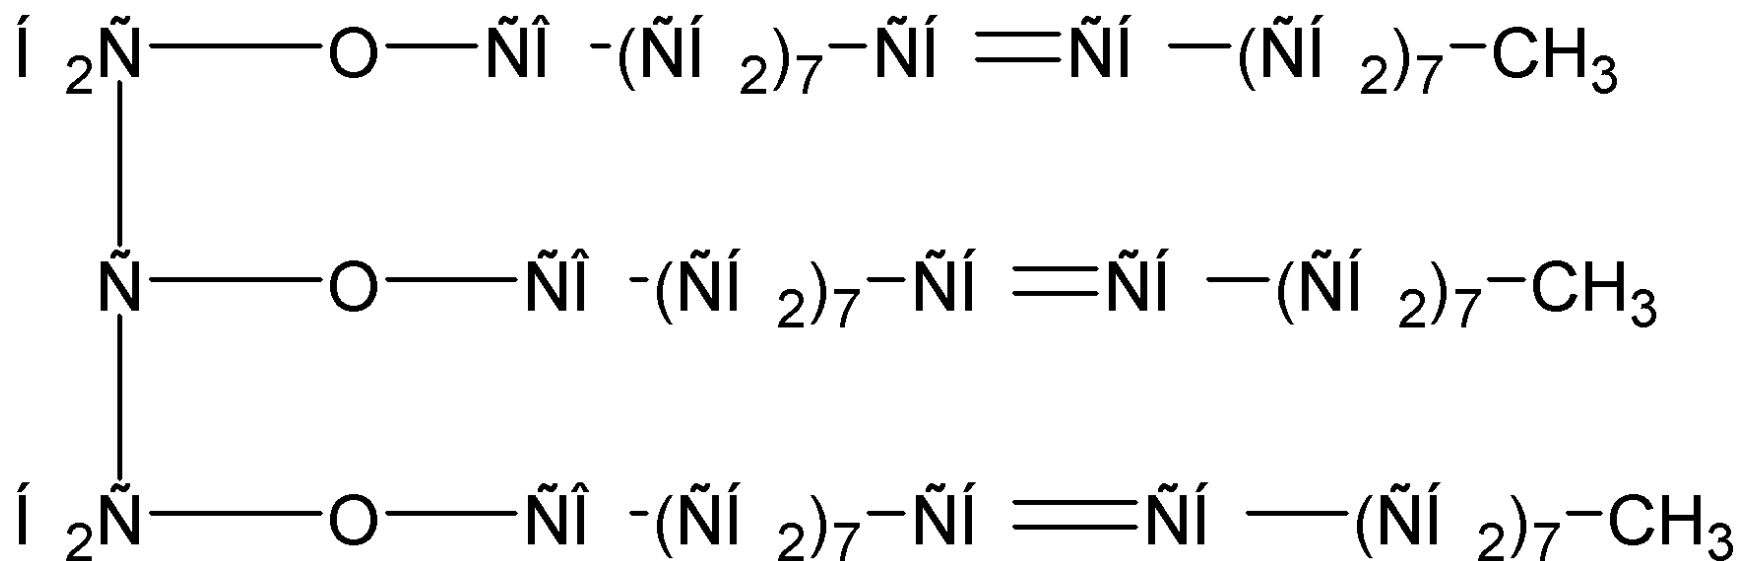 Í 2Ñ—O—ÑÎ -(ÑÍ 2)7-ÑÍ =ÑÍ —(ÑÍ 2)7-CH3
Ñ—O—ÑÎ -(ÑÍ 2)7-ÑÍ =ÑÍ —(ÑÍ 2)7-CH3
Í 2Ñ—O—ÑÎ -(ÑÍ 2)7-ÑÍ =ÑÍ —(ÑÍ 2)7-CH3